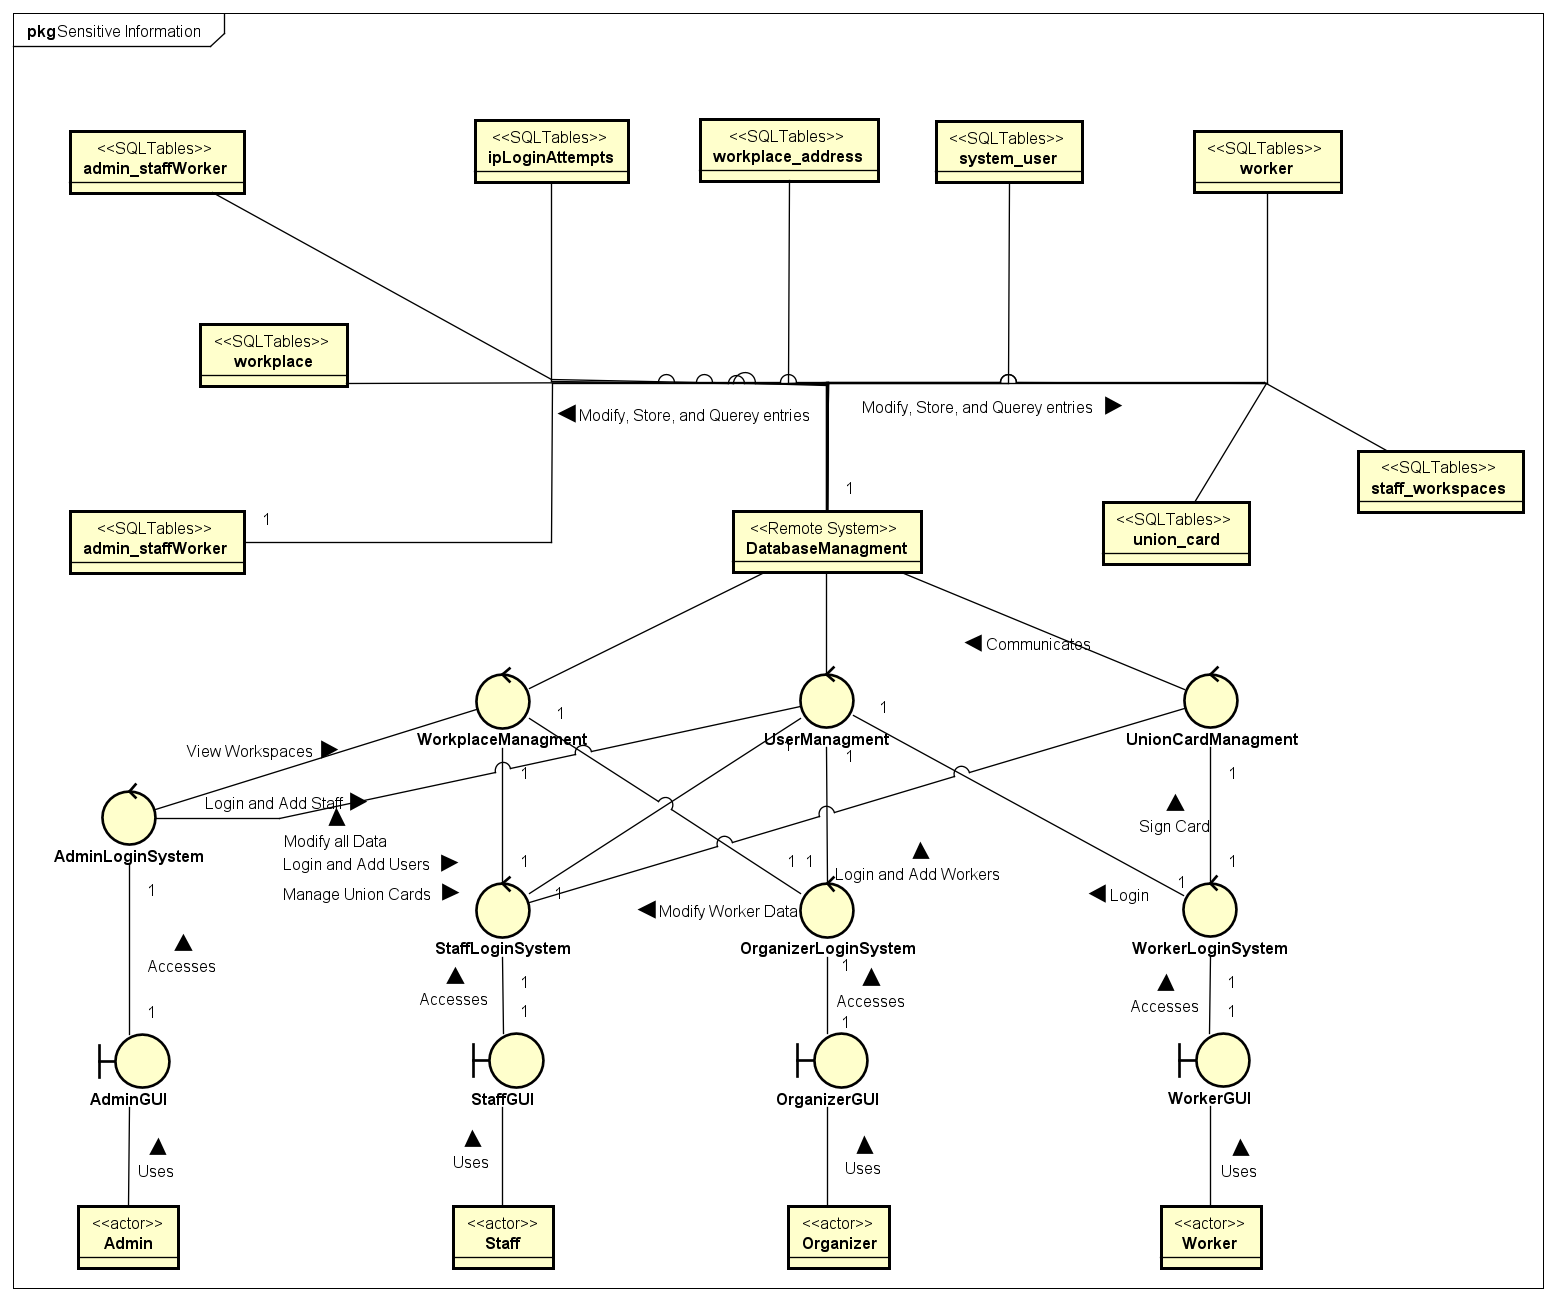 pkg Sensitive Information
<<SQLTables>>
admin_staffWorker
<<SQLTables>>
ipLoginAttempts
<<SQLTables>>
workplace_address
<<SQLTables>>
system_user
<<SQLTables>>
worker
<<SQLTables>>
workplace
Modify, Store, and Querey entries
Modify, Store, and Querey entries
<<SQLTables>>
staff_workspaces
1
<<SQLTables>>
admin_staffWorker
1
<<Remote System>>
DatabaseManagment
<<SQLTables>>
union_card
Communicates
1
1
WorkplaceManagment
UserManagment
UnionCardManagment
1
1
View Workspaces
1
1
Login and Add Staff
Modify all Data
Login and Add Users
Manage Union Cards
Sign Card
AdminLoginSystem
1
1
1
1
1
Login and Add Workers
1
1
1
Modify Worker Data
Login
StaffLoginSystem
OrganizerLoginSystem
WorkerLoginSystem
Accesses
1
Accesses
1
Accesses
1
Accesses
1
1
1
1
AdminGUI
StaffGUI
OrganizerGUI
WorkerGUI
Uses
Uses
Uses
Uses
<<actor>>
Admin
<<actor>>
Staff
<<actor>>
Organizer
<<actor>>
Worker